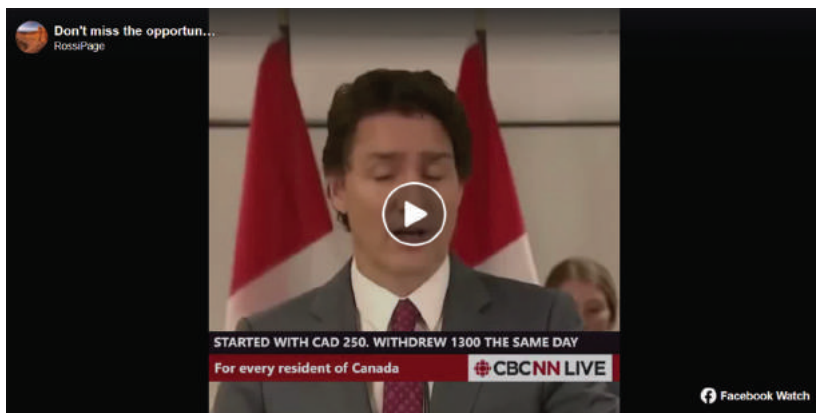 Don't miss the opportun...
RossiPage
STARTED WITH CAD 250. WITHDREW 1300 THE SAME DAY
For every resident of Canada
CBCNN LIVE
Facebook Watch